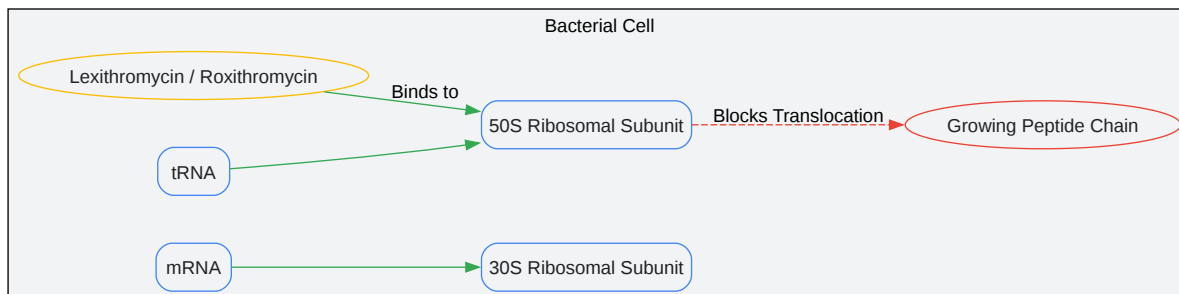 Bacterial Cell
Lexithromycin / Roxithromycin
Binds to
50S Ribosomal Subunit
Blocks Translocation
Growing Peptide Chain
tRNA
mRNA
30S Ribosomal Subunit